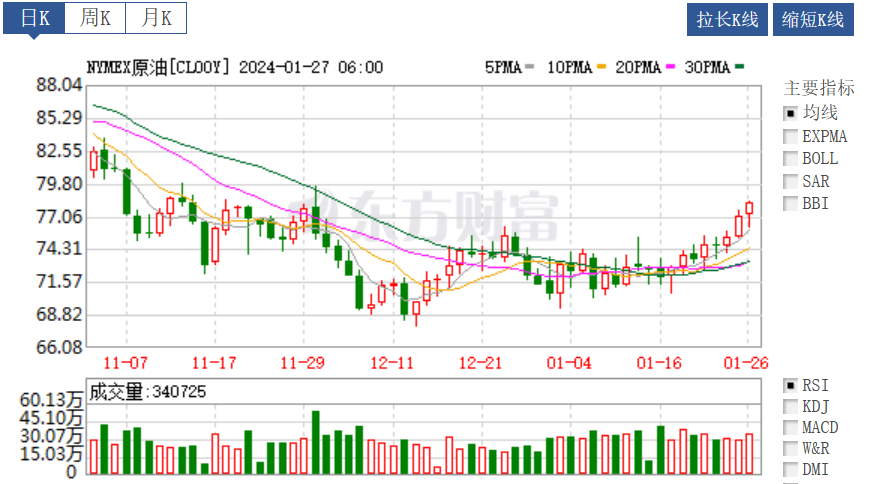 日K 周K 月K 拉长K线 缩短K线
NYMEX原油[CL00Y] 2024-01-27 06:00 5PMA 10PMA 20PMA 30PMA
88.04
85.29
82.55
79.80
77.06
74.31
71.57
68.82
66.08
东方财富
主要指标
均线
EXPMA
BOLL
SAR
BBI
11-07 11-17 11-29 12-11 12-21 01-04 01-16 01-26
成交量:340725
60.13万
45.10万
30.07万
15.03万
0
RSI
KDJ
MACD
W&R
DMI